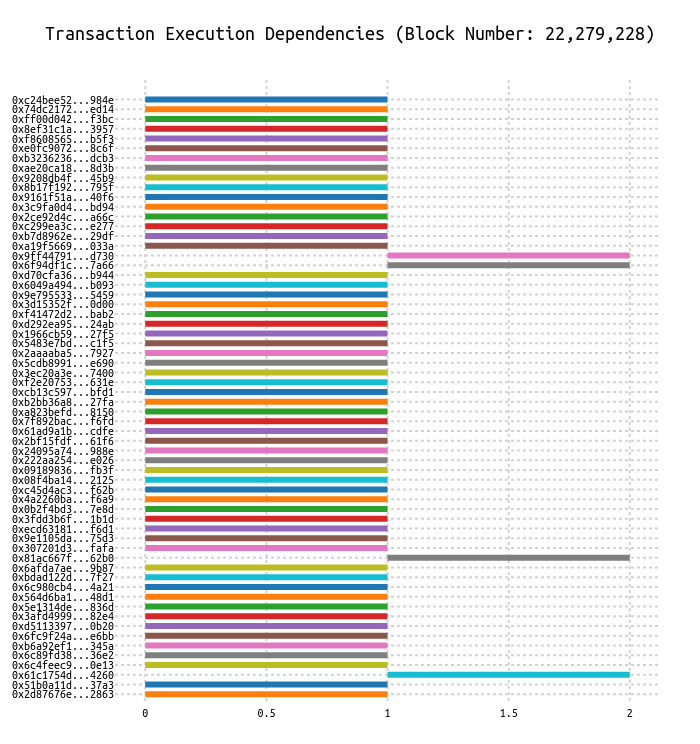 Transaction Execution Dependencies (Block Number: 22,279,228)
0xc24bee52...984e
0x74dc2172...ed14
0xff00d042...f3bc
0x8ef31c1a...3957
0xf8608565...b5f3
0xe0fc9072...8c6f
0xb3236236...dcb3
0xae20ca18...8d3b
0x9208db4f...45b9
0x8b17f192...795f
0x9161f51a...40f6
0x3c9fa0d4...bd94
0x2ce92d4c...a66c
0xc299ea3c...e277
0xb7d8962e...29df
0xa19f5669...033a
0x9ff44791...d730
0x6f94df1c...7a66
0xd70cfa36...b944
0x6049a494...b093
0x9e795533...5459
0x3d15352f...0d00
0xf41472d2...bab2
0xd292ea95...24ab
0x1966cb59...27f5
0x5483e7bd...c1f5
0x2aaaaba5...7927
0x5cdb8991...e690
0x3ec20a3e...7400
0xf2e20753...631e
0xcb13c597...bfd1
0xb2bb36a8...27fa
0xa823befd...8150
0x7f892bac...f6fd
0x61ad9a1b...cdfe
0x2bf15fdf...61f6
0x24095a74...988e
0x222aa254...e026
0x09189836...fb3f
0x08f4ba14...2125
0xc45d4ac3...f62b
0x4a2260ba...f6a9
0x0b2f4bd3...7e8d
0x3fdd3b6f...1b1d
0xecd63181...f6d1
0x9e1105da...75d3
0x307201d3...fafa
0x81ac667f...62b0
0x6afda7ae...9b87
0xbdad122d...7f27
0x6c980cb4...4a21
0x564d6ba1...48d1
0x5e1314de...836d
0x3afd4999...82e4
0xd5113397...0b20
0x6fc9f24a...e6bb
0xb6a92ef1...345a
0x6c89fd38...36e2
0x6c4feec9...0e13
0x61c1754d...4260
0x51b0a11d...37a3
0x2d87676e...2863
0 0.5 1 1.5 2